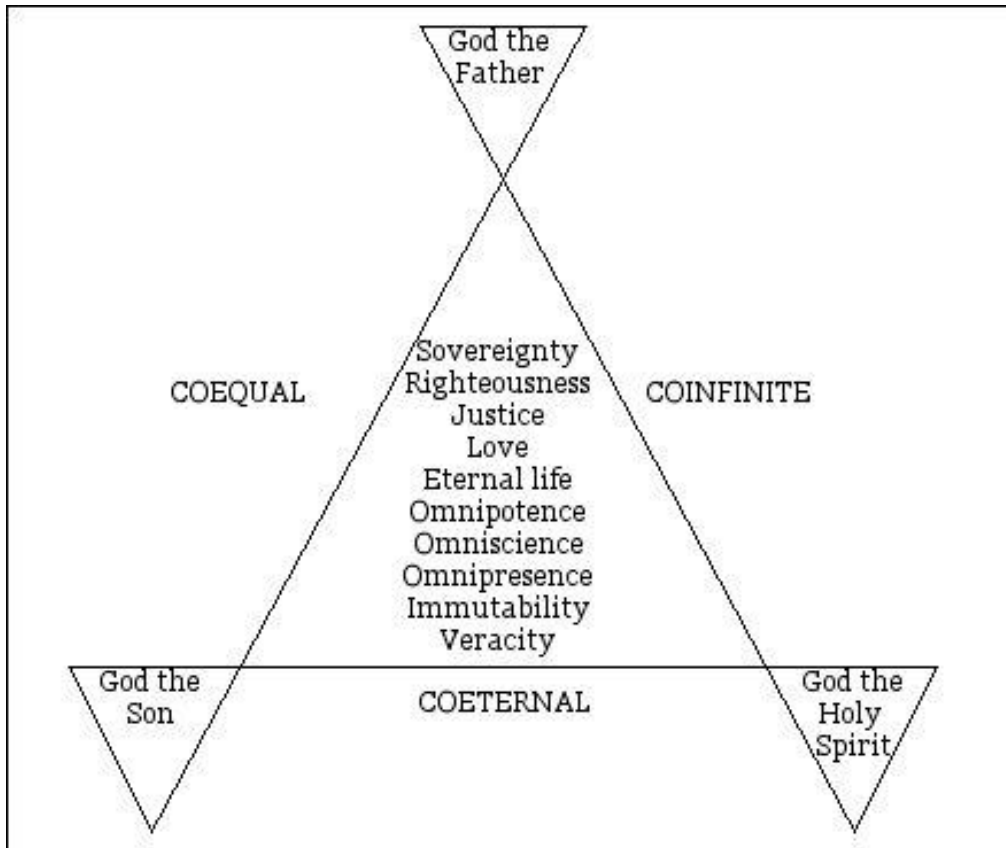 God the
Father
Sovereignty
Righteousness
COEQUAL
COINFINITE
Justice
Love
Eternal life
Omnipotence
Omniscience
Omnipresence
Immutability
Veracity
God the
Son
COETERNAL
God the
Holy
Spirit